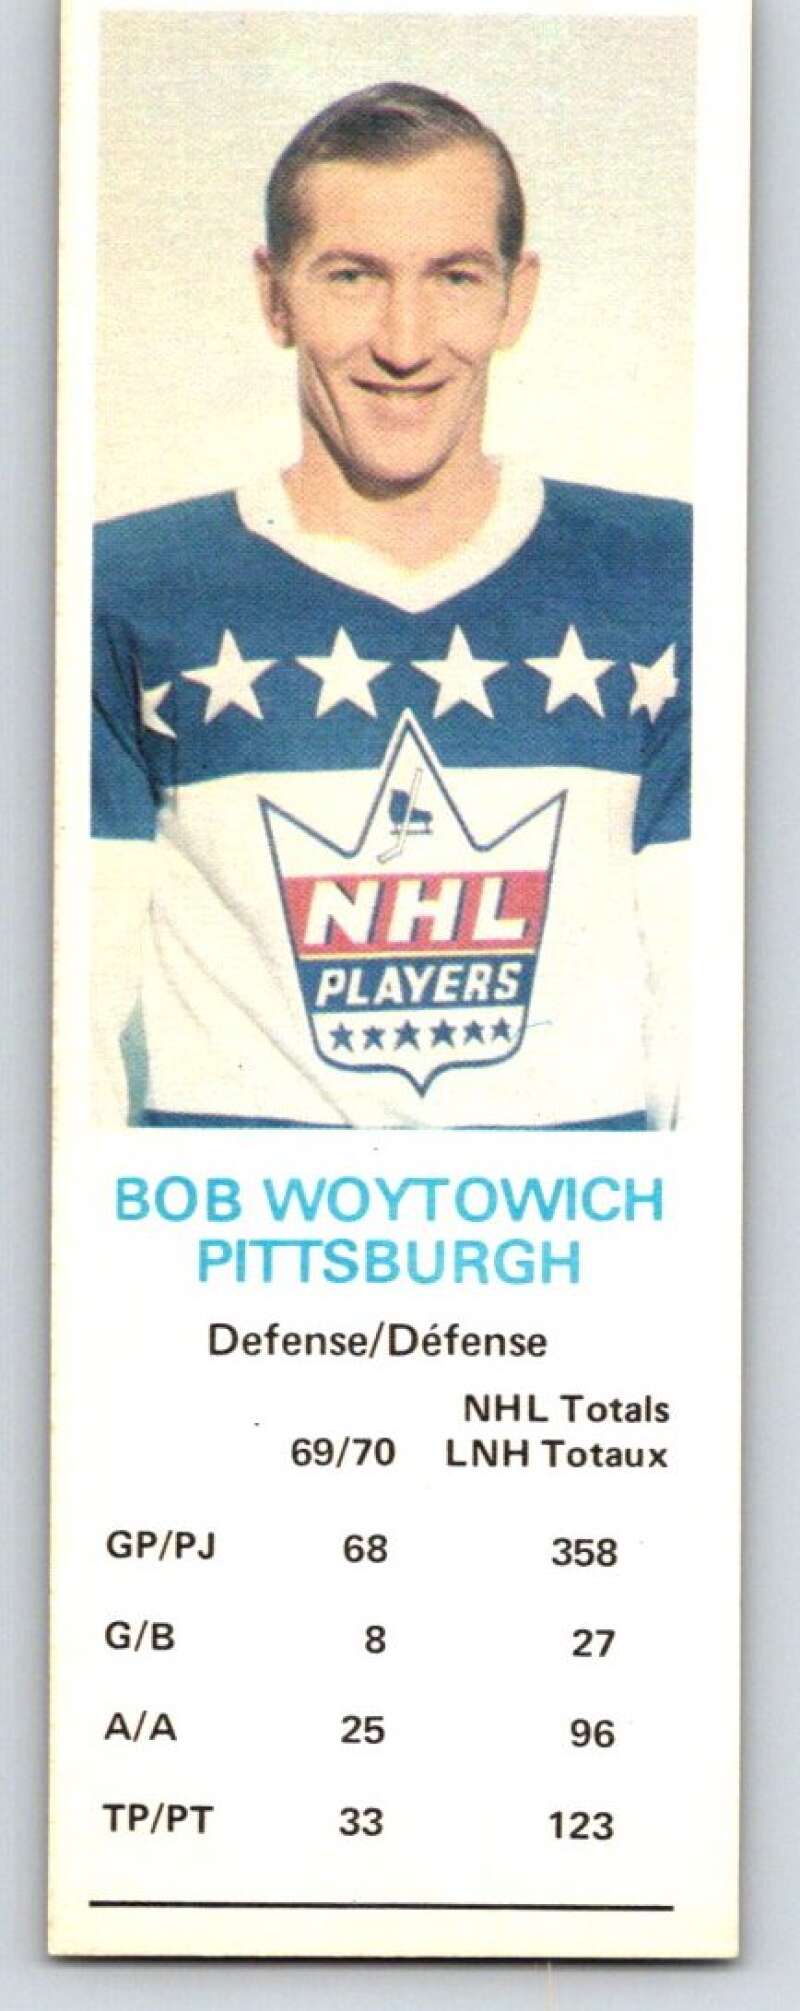 NHL
PLAYERS
BOB WOYTOWICH
PITTSBURGH
Defense/Défense
NHL Totals
69/70 LNH Totaux
GP/PJ 68 358
G/B 8 27
A/A 25 96
TP/PT 33 123